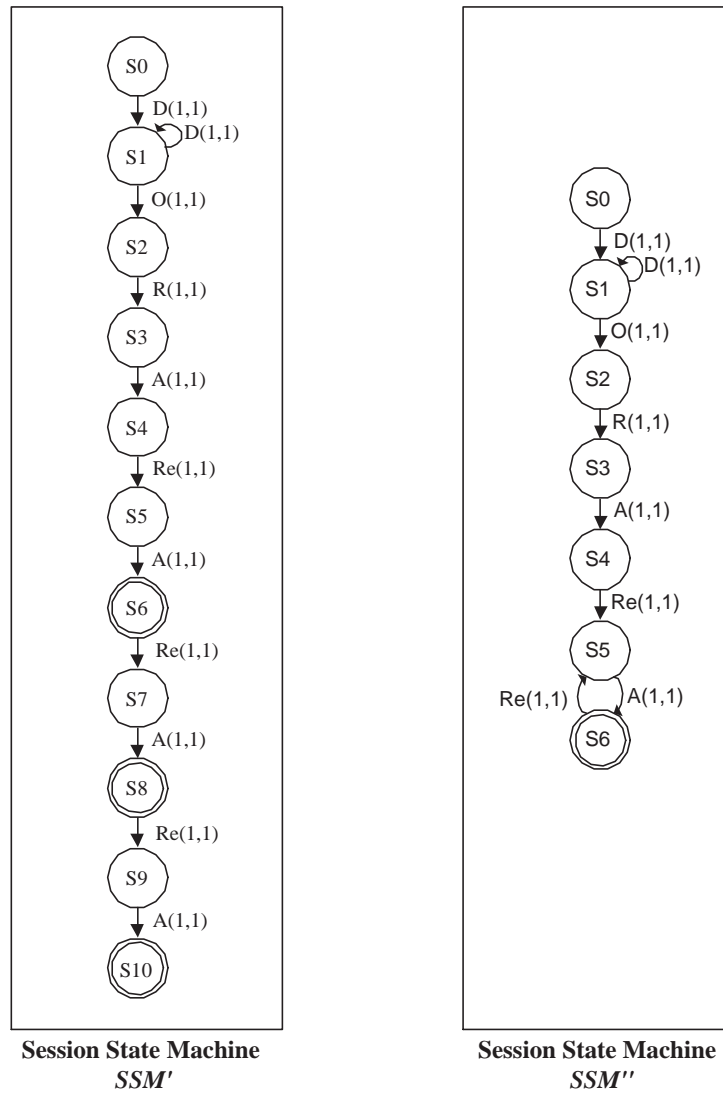 S0
D(1,1)
D(1,1)
S1
O(1,1)
S2
R(1,1)
S3
A(1,1)
S4
Re(1,1)
S5
A(1,1)
S6
Re(1,1)
S7
A(1,1)
S8
Re(1,1)
S9
A(1,1)
S10
Session State Machine
SSM'
S0
D(1,1)
D(1,1)
S1
O(1,1)
S2
R(1,1)
S3
A(1,1)
S4
Re(1,1)
S5
Re(1,1) A(1,1)
S6
Session State Machine
SSM''